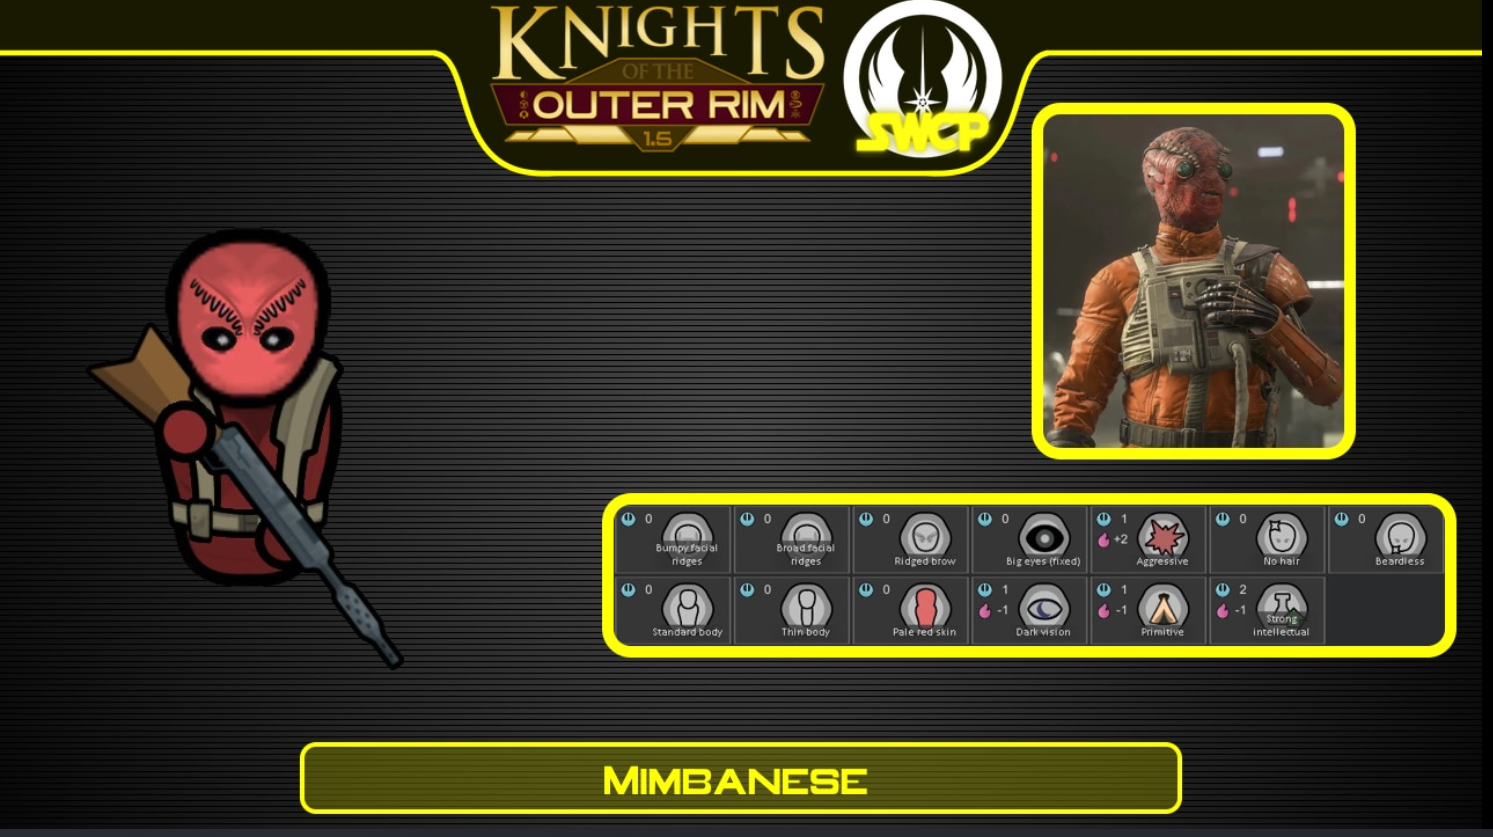 KNIGHTS
OF THE
OUTER RIM
1.5
SWCP
0 Bumpy facial
ridges
0 Broad facial
ridges
0 Ridged brow
0 Big eyes (fixed)
1 +2 Aggressive
0 No hair
0 Beardless
0 Standard body
0 Thin body
0 Pale red skin
1 -1 Dark vision
1 -1 Primitive
2 -1 Strong
intellectual
MIMBANESE